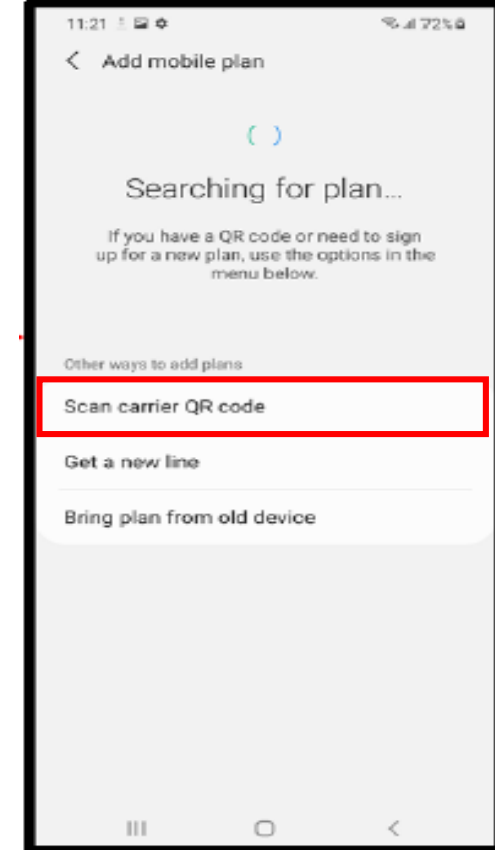 11:21 72%
Add mobile plan
Searching for plan...
If you have a QR code or need to sign
up for a new plan, use the options in the
menu below.
Other ways to add plans
Scan carrier QR code
Get a new line
Bring plan from old device